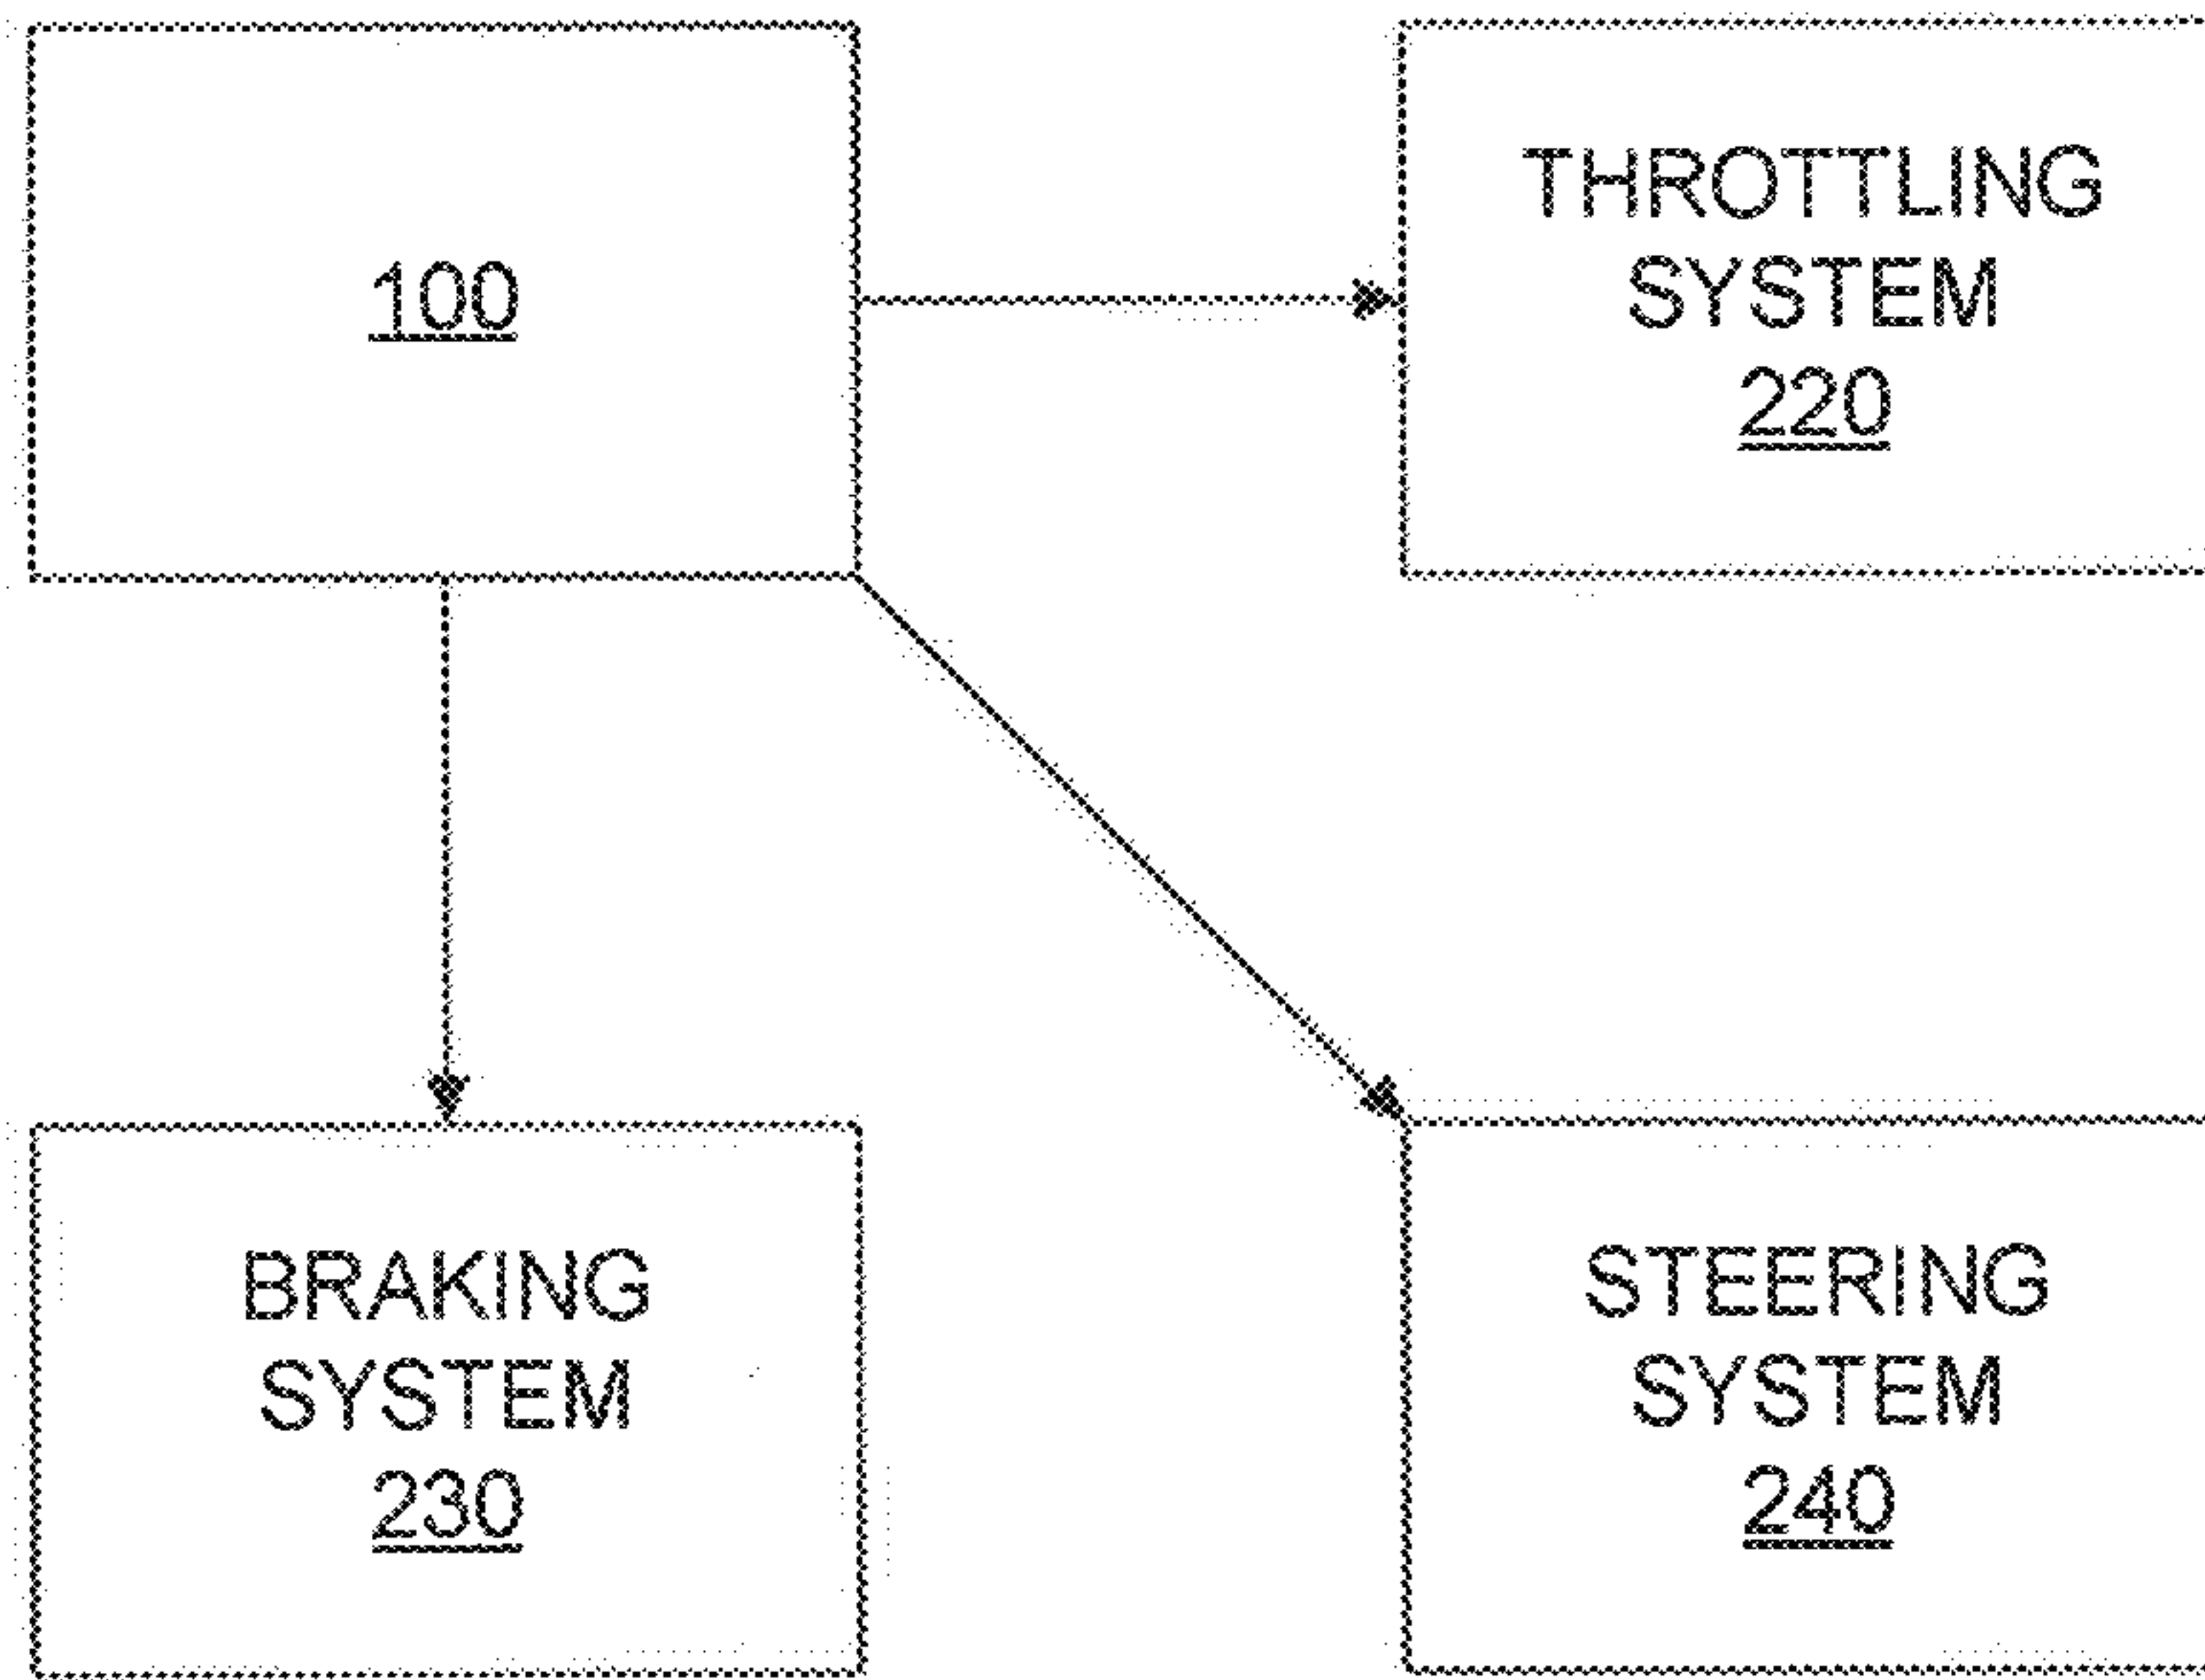 100
THROTTLING
SYSTEM
220
BRAKING
SYSTEM
230
STEERING
SYSTEM
240